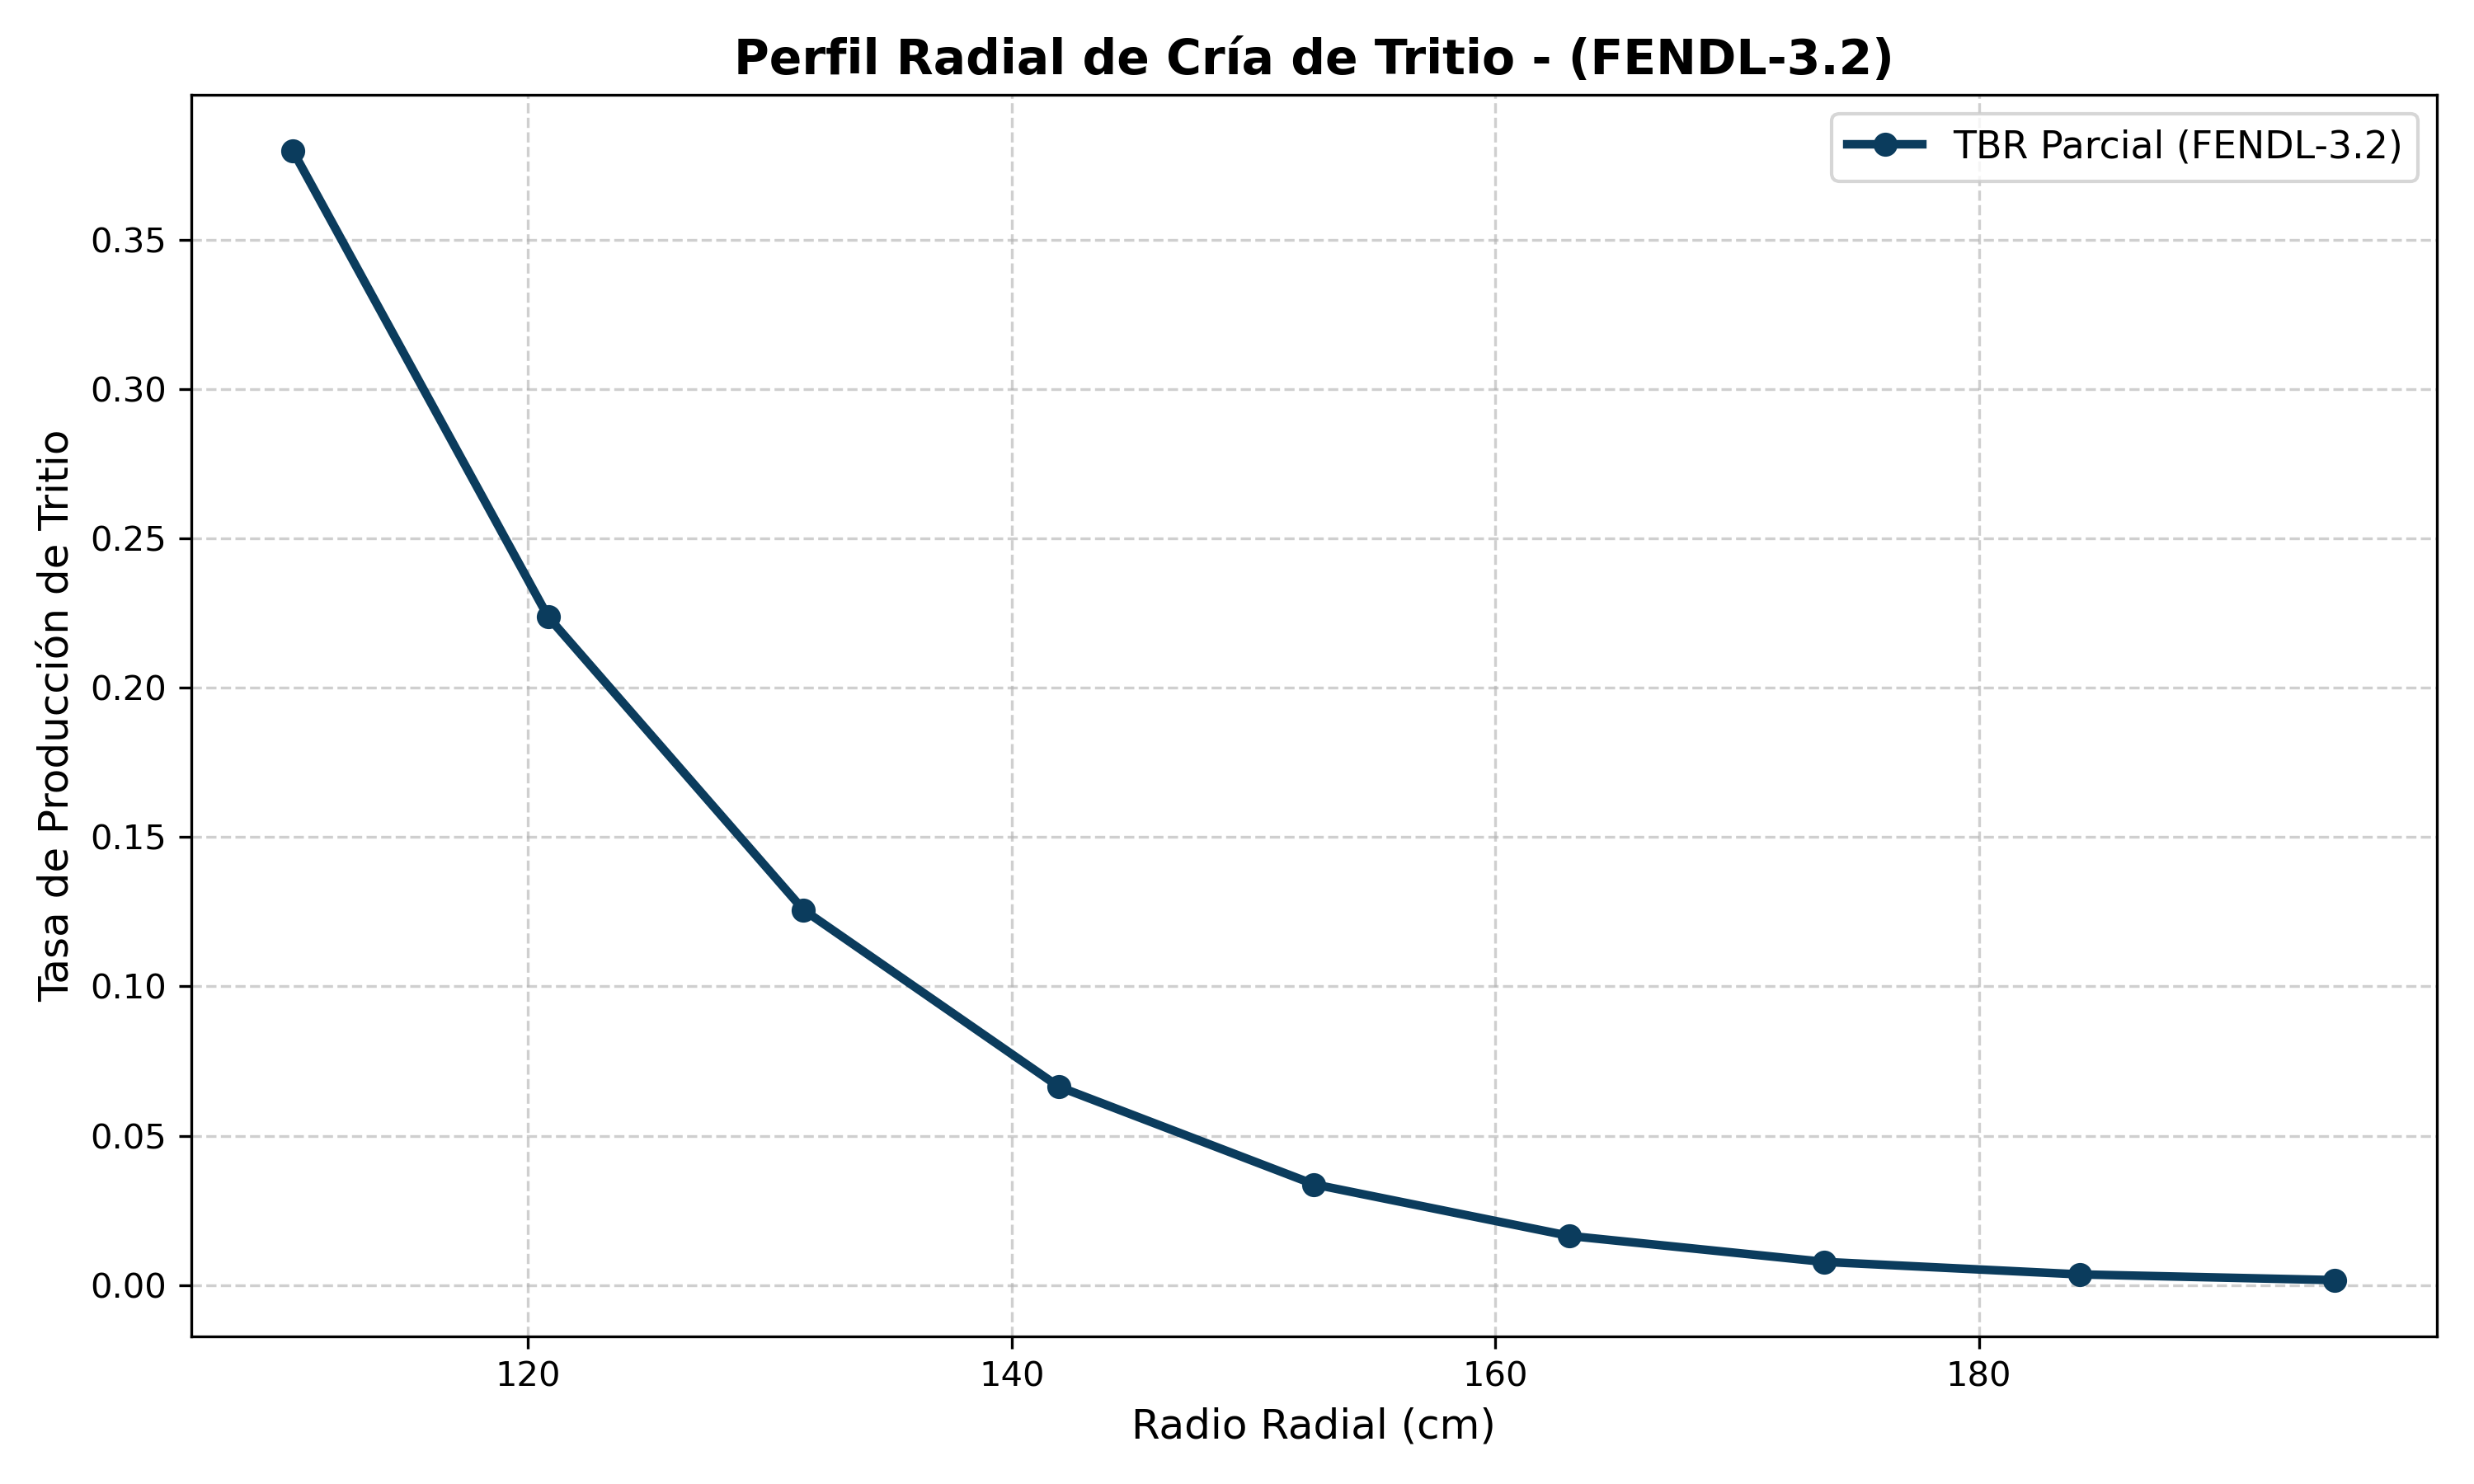 Perfil Radial de Cría de Tritio - (FENDL-3.2)
TBR Parcial (FENDL-3.2)
Tasa de Producción de Tritio
0.35
0.30
0.25
0.20
0.15
0.10
0.05
0.00
120 140 160 180
Radio Radial (cm)